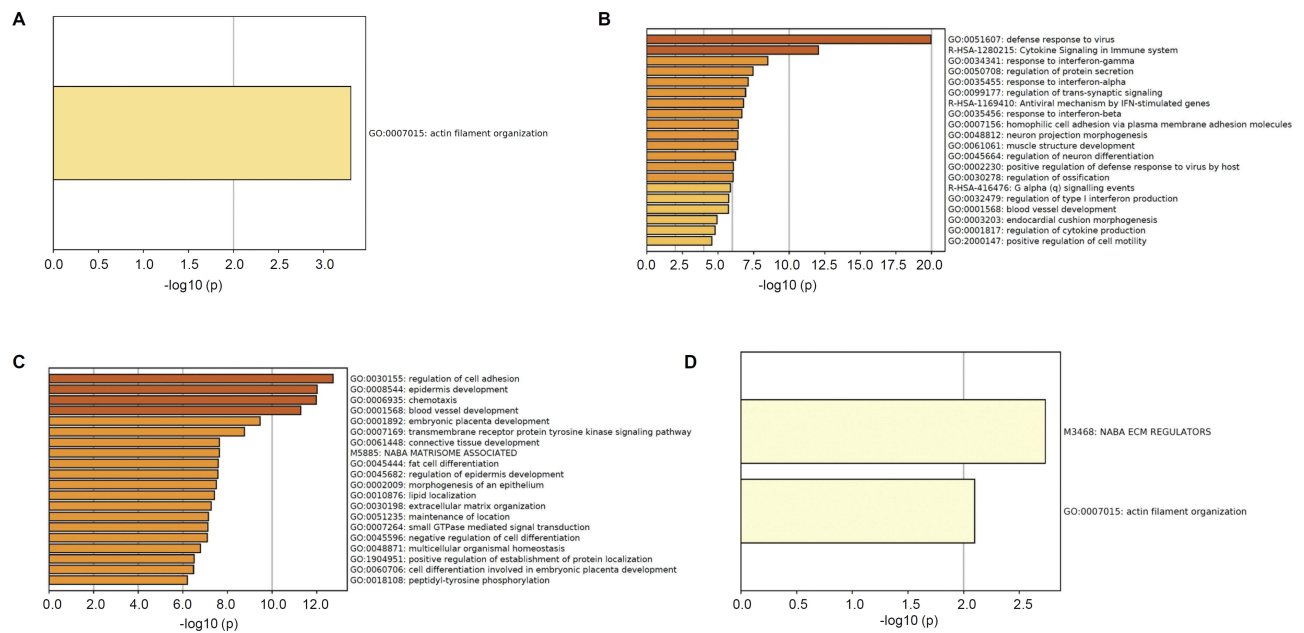 A
GO:0007015: actin filament organization
0.0 0.5 1.0 1.5 2.0 2.5 3.0
-log10 (p)
B
GO:0051607: defense response to virus
R-HSA-1280215: Cytokine Signaling in Immune system
GO:0034341: response to interferon-gamma
GO:0050708: regulation of protein secretion
GO:0035455: response to interferon-alpha
GO:0099177: regulation of trans-synaptic signaling
R-HSA-1169410: Antiviral mechanism by IFN-stimulated genes
GO:0035456: response to interferon-beta
GO:0007156: homophilic cell adhesion via plasma membrane adhesion molecules
GO:0048812: neuron projection morphogenesis
GO:0061061: muscle structure development
GO:0045664: regulation of neuron differentiation
GO:0002230: positive regulation of defense response to virus by host
GO:0030278: regulation of ossification
R-HSA-416476: G alpha (q) signalling events
GO:0032479: regulation of type I interferon production
GO:0001568: blood vessel development
GO:0003203: endocardial cushion morphogenesis
GO:0001817: regulation of cytokine production
GO:2000147: positive regulation of cell motility
0.0 2.5 5.0 7.5 10.0 12.5 15.0 17.5 20.0
-log10 (p)
C
GO:0030155: regulation of cell adhesion
GO:0008544: epidermis development
GO:0006935: chemotaxis
GO:0001568: blood vessel development
GO:0001892: embryonic placenta development
GO:0007169: transmembrane receptor protein tyrosine kinase signaling pathway
GO:0061448: connective tissue development
M5885: NABA MATRISOME ASSOCIATED
GO:0045444: fat cell differentiation
GO:0045682: regulation of epidermis development
GO:0002009: morphogenesis of an epithelium
GO:0010876: lipid localization
GO:0030198: extracellular matrix organization
GO:0051235: maintenance of location
GO:0007264: small GTPase mediated signal transduction
GO:0045596: negative regulation of cell differentiation
GO:0048871: multicellular organismal homeostasis
GO:1904951: positive regulation of establishment of protein localization
GO:0060706: cell differentiation involved in embryonic placenta development
GO:0018108: peptidyl-tyrosine phosphorylation
0.0 2.0 4.0 6.0 8.0 10.0 12.0
-log10 (p)
D
M3468: NABA ECM REGULATORS
GO:0007015: actin filament organization
0.0 0.5 1.0 1.5 2.0 2.5
-log10 (p)